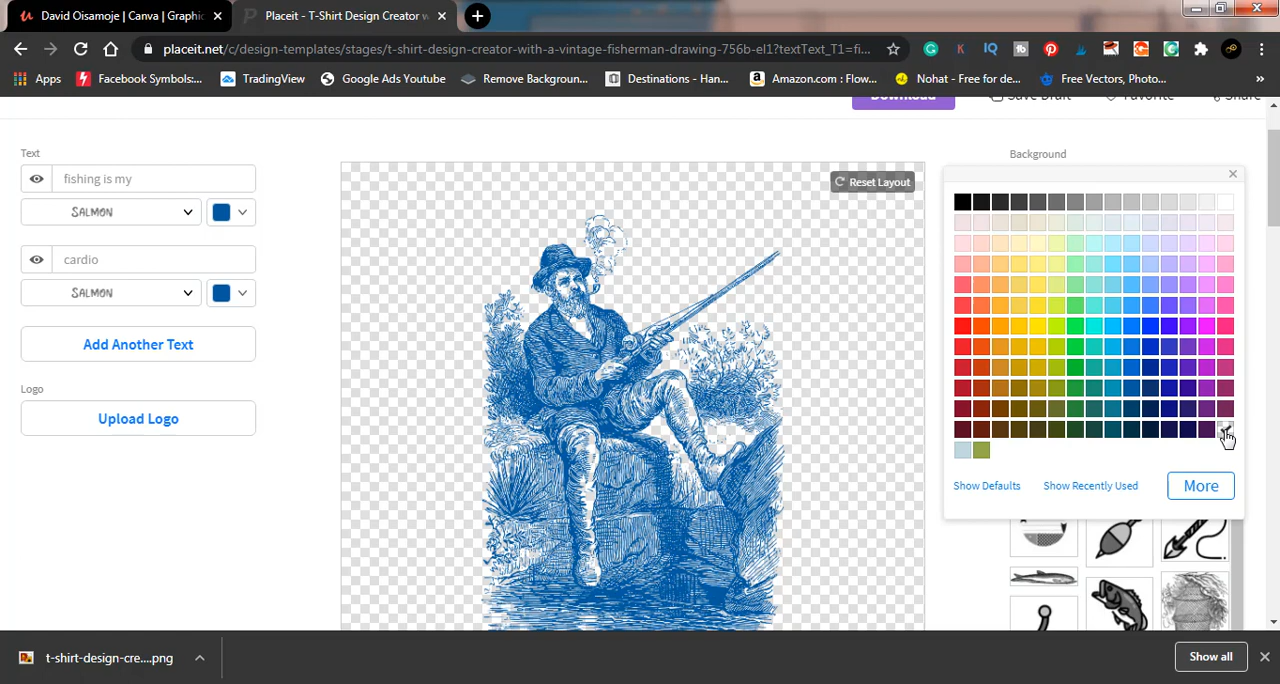 David Oisamoje | Canva | Graphic
Placeit - T-Shirt Design Creator w
placeit.net/c/design-templates/stages/t-shirt-design-creator-with-a-vintage-fisherman-drawing-756b-el1?textText_T1=fi...
Apps
Facebook Symbols:...
TradingView
Google Ads Youtube
Remove Backgroun...
Destinations - Han...
Amazon.com : Flow...
Nohat - Free for de...
Free Vectors, Photo...
»
Download
Save Draft
Favorite
Share
Text
fishing is my
SALMON
cardio
SALMON
Add Another Text
Logo
Upload Logo
Reset Layout
Background
Show Defaults
Show Recently Used
More
t-shirt-design-cre....png
Show all